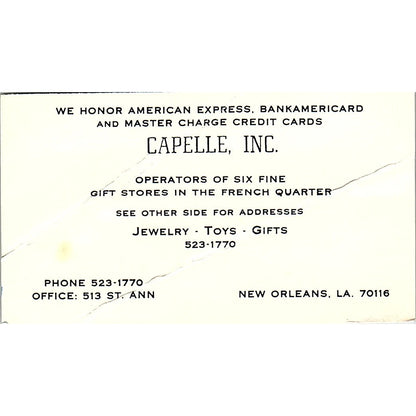 WE HONOR AMERICAN EXPRESS, BANKAMERICARD
AND MASTER CHARGE CREDIT CARDS
CAPELLE, INC.
OPERATORS OF SIX FINE
GIFT STORES IN THE FRENCH QUARTER
SEE OTHER SIDE FOR ADDRESSES
JEWELRY - TOYS - GIFTS
523-1770
PHONE 523-1770
OFFICE: 513 ST. ANN
NEW ORLEANS, LA. 70116